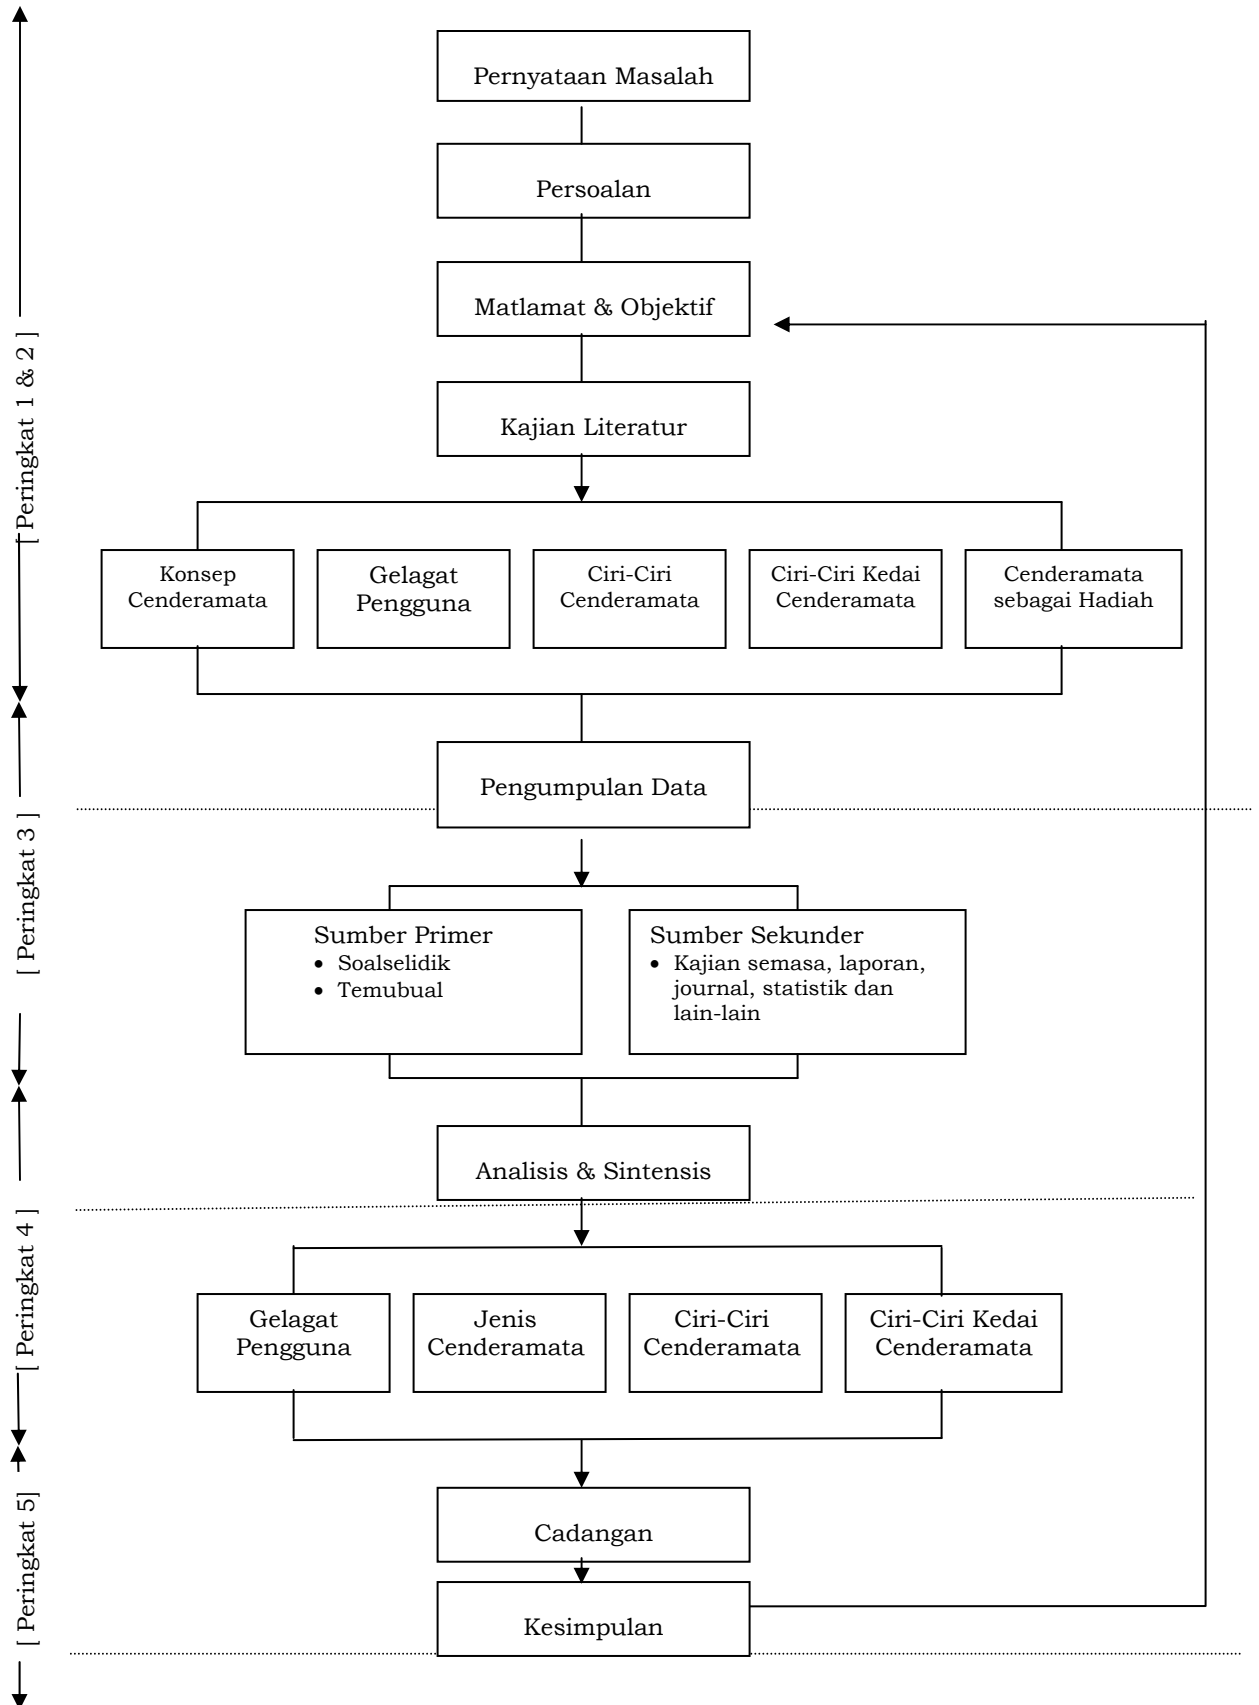 Pernyataan Masalah
Persoalan
Matlamat & Objektif
[ Peringkat 1 & 2 ]
Kajian Literatur
Konsep
Cenderamata
Gelagat
Pengguna
Ciri-Ciri
Cenderamata
Ciri-Ciri Kedai
Cenderamata
Cenderamata
sebagai Hadiah
Pengumpulan Data
[ Peringkat 3 ]
Sumber Primer
• Soalselidik
• Temubual
Sumber Sekunder
• Kajian semasa, laporan,
journal, statistik dan
lain-lain
Analisis & Sintensis
[ Peringkat 4 ]
Gelagat
Pengguna
Jenis
Cenderamata
Ciri-Ciri
Cenderamata
Ciri-Ciri Kedai
Cenderamata
Cadangan
[ Peringkat 5]
Kesimpulan